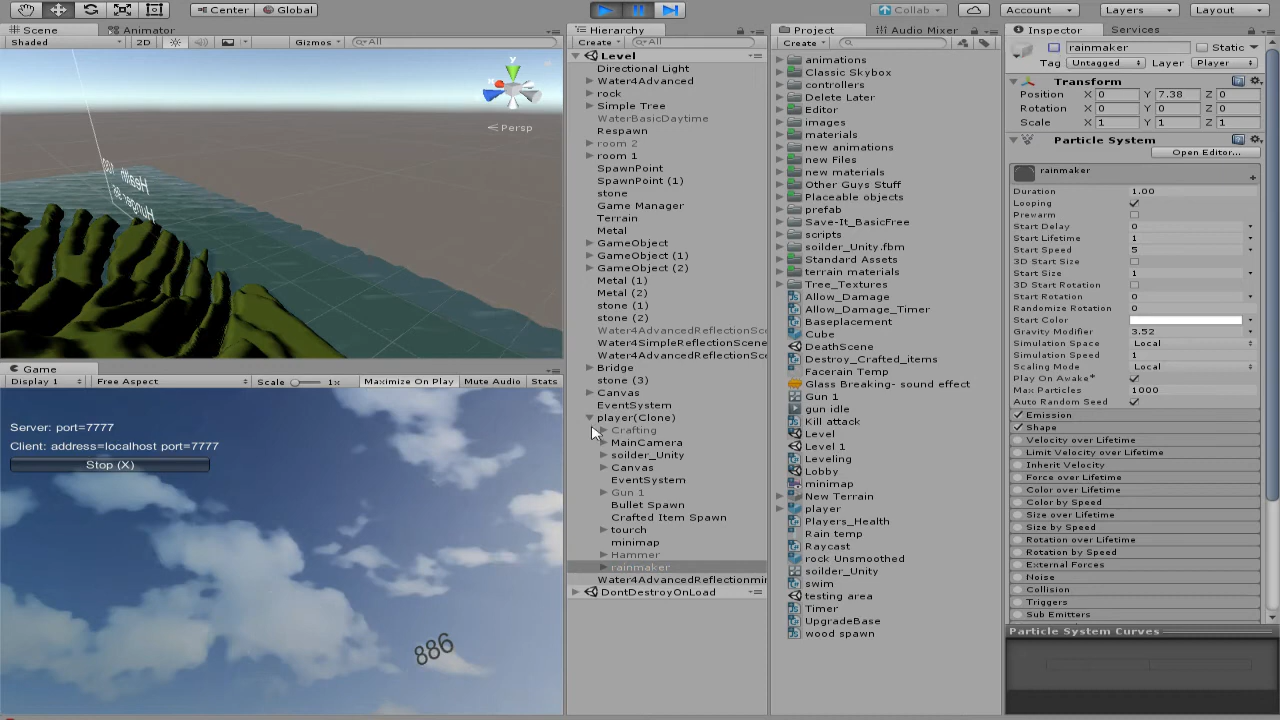 Center
Global
Collab
Account
Layers
Layout
Scene
Animator
Shaded
2D
Gizmos
All
y
x
Persp
Game
Display 1
Free Aspect
Scale
1x
Maximize On Play
Mute Audio
Stats
Server: port=7777
Client: address=localhost port=7777
Stop (X)
886
Hierarchy
Create
All
Level
Directional Light
Water4Advanced
rock
Simple Tree
WaterBasicDaytime
Respawn
room 2
room 1
SpawnPoint
SpawnPoint (1)
stone
Game Manager
Terrain
Metal
GameObject
GameObject (1)
GameObject (2)
Metal (1)
Metal (2)
stone (1)
stone (2)
Water4AdvancedReflectionSce
Water4SimpleReflectionScene
Water4AdvancedReflectionSce
Bridge
stone (3)
Canvas
EventSystem
player(Clone)
Crafting
MainCamera
soilder_Unity
Canvas
EventSystem
Gun 1
Bullet Spawn
Crafted Item Spawn
tourch
minimap
Hammer
rainmaker
Water4AdvancedReflectionmin
DontDestroyOnLoad
Project
Audio Mixer
Create
animations
Classic Skybox
controllers
Delete Later
Editor
images
materials
new animations
new Files
new materials
Other Guys Stuff
Placeable objects
prefab
Save-It_BasicFree
scripts
soilder_Unity.fbm
Standard Assets
terrain materials
Tree_Textures
Allow_Damage
Allow_Damage_Timer
Baseplacement
Cube
DeathScene
Destroy_Crafted_items
Facerain Temp
Glass Breaking- sound effect
Gun 1
gun idle
Kill attack
Level
Level 1
Leveling
Lobby
minimap
New Terrain
player
Players_Health
Rain temp
Raycast
rock Unsmoothed
soilder_Unity
swim
testing area
Timer
UpgradeBase
wood spawn
Inspector
Services
rainmaker
Static
Tag Untagged
Layer Player
Transform
Position X 0 Y 7.38 Z 0
Rotation X 0 Y 0 Z 0
Scale X 1 Y 1 Z 1
Particle System
Open Editor...
rainmaker
Duration 1.00
Looping
Prewarm
Start Delay 0
Start Lifetime 1
Start Speed 5
3D Start Size
Start Size 1
3D Start Rotation
Start Rotation 0
Randomize Rotation 0
Start Color
Gravity Modifier 3.52
Simulation Space Local
Simulation Speed 1
Scaling Mode Local
Play On Awake*
Max Particles 1000
Auto Random Seed
Emission
Shape
Velocity over Lifetime
Limit Velocity over Lifetime
Inherit Velocity
Force over Lifetime
Color over Lifetime
Color by Speed
Size over Lifetime
Size by Speed
Rotation over Lifetime
Rotation by Speed
External Forces
Noise
Collision
Triggers
Sub Emitters
Particle System Curves